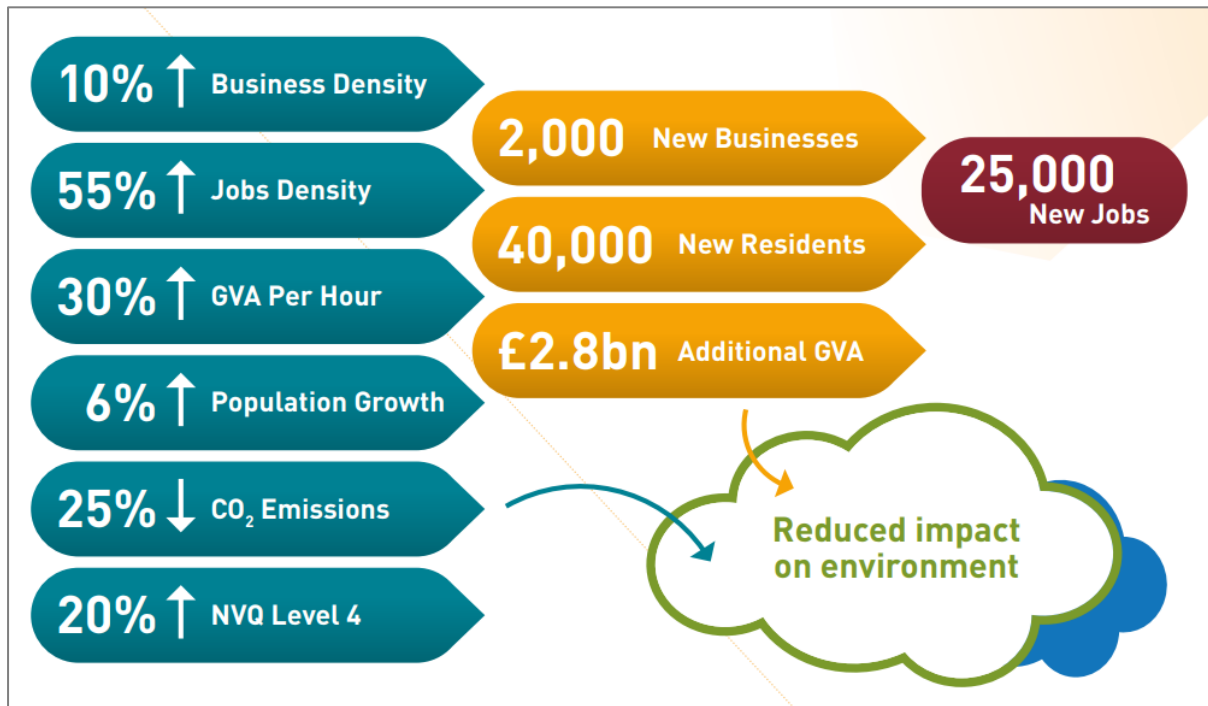 10% ↑ Business Density
55% ↑ Jobs Density
30% ↑ GVA Per Hour
6% ↑ Population Growth
25% ↓ CO₂ Emissions
20% ↑ NVQ Level 4
2,000 New Businesses
40,000 New Residents
£2.8bn Additional GVA
25,000
New Jobs
Reduced impact
on environment